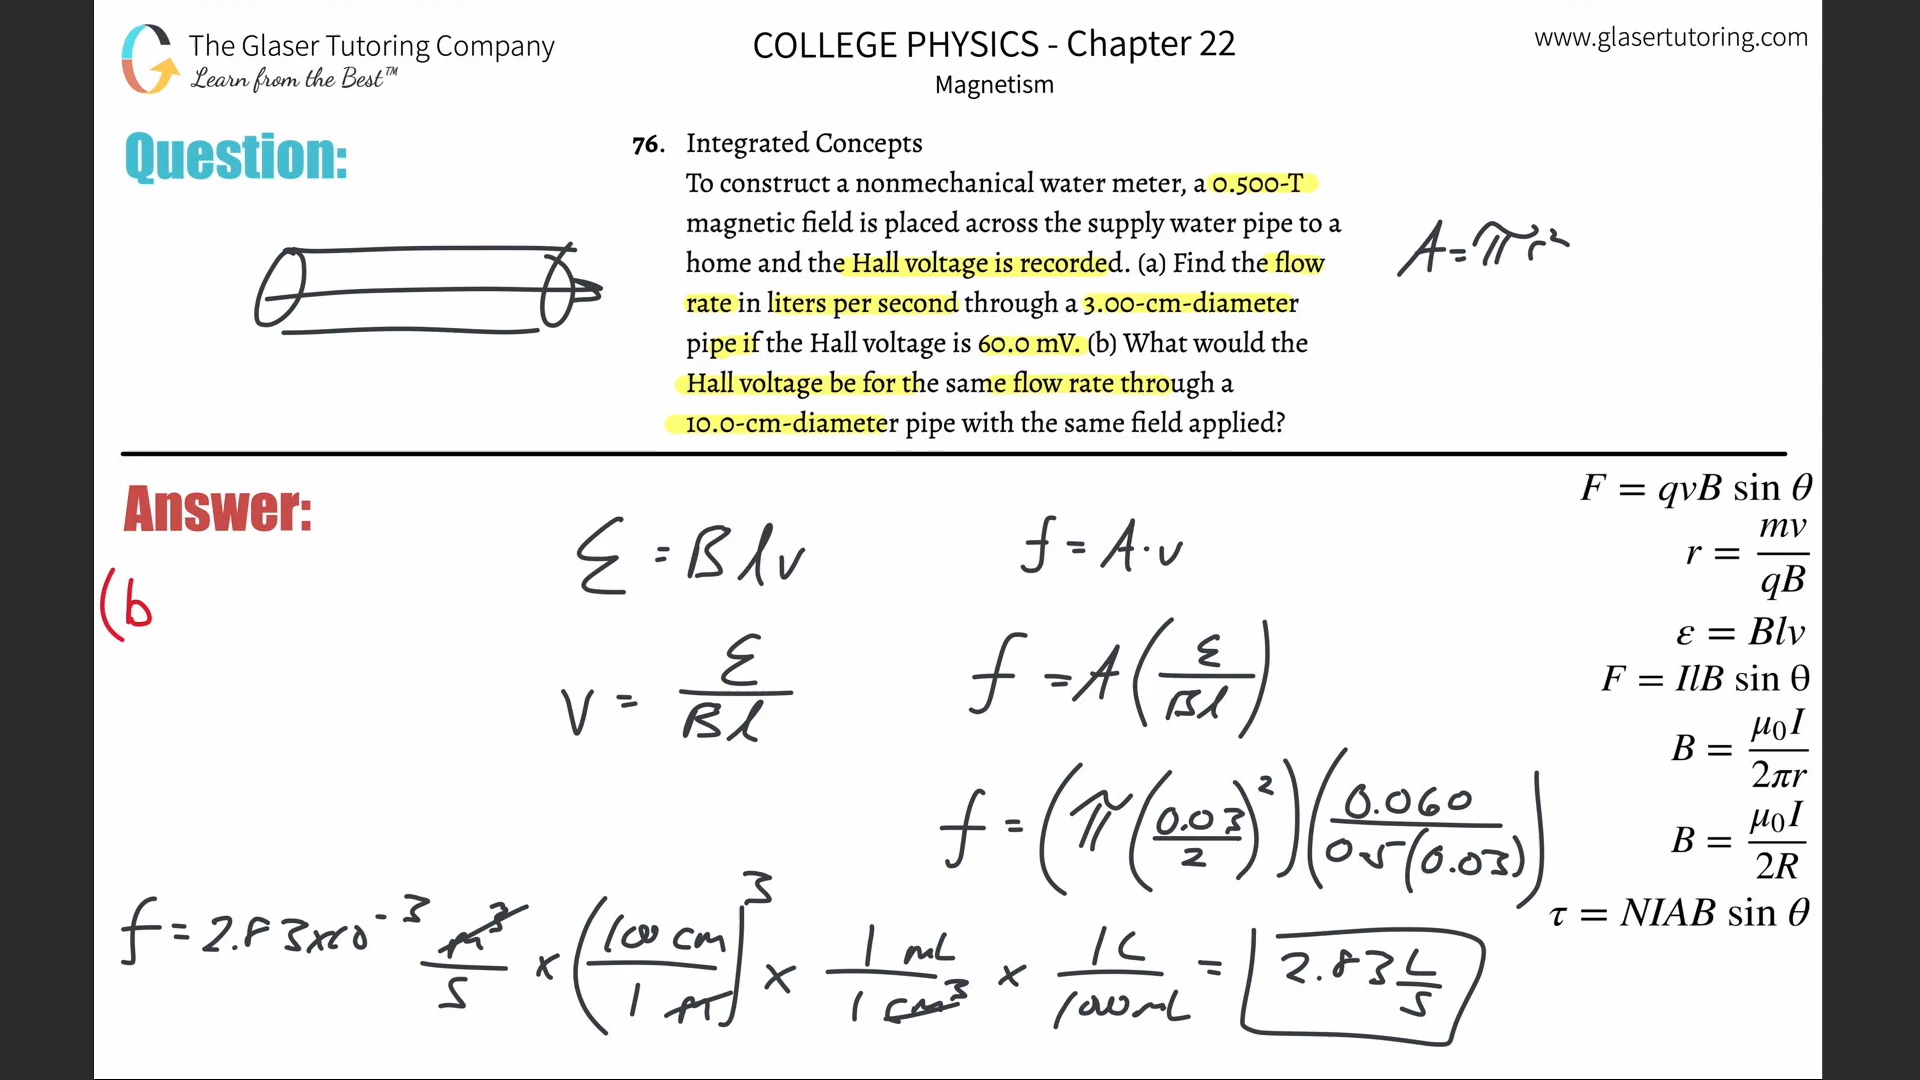 The Glaser Tutoring Company
Learn from the Best™
COLLEGE PHYSICS - Chapter 22
Magnetism
www.glasertutoring.com
Question:
76. Integrated Concepts
To construct a nonmechanical water meter, a 0.500-T
magnetic field is placed across the supply water pipe to a
home and the Hall voltage is recorded. (a) Find the flow
rate in liters per second through a 3.00-cm-diameter
pipe if the Hall voltage is 60.0 mV. (b) What would the
Hall voltage be for the same flow rate through a
10.0-cm-diameter pipe with the same field applied?
A = πr²
Answer:
(b
ε = Blv
f = A·v
v = ε/Bl
f = A(ε/Bl)
f = (π(0.03/2)²)(0.060/0.5(0.03))
f = 2.83x10⁻³ m³/s x (100 cm/1 m)³ x 1 mL/1 cm³ x 1L/1000mL = 2.83 L/s
F = qvB sin θ
r = mv/qB
ε = Blv
F = IlB sin θ
B = μ₀I/2πr
B = μ₀I/2R
τ = NIAB sin θ